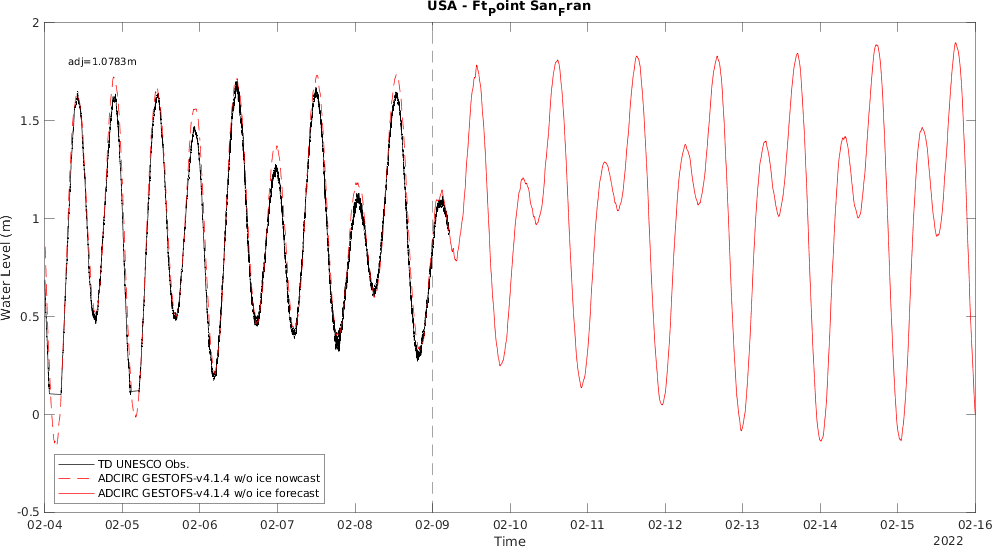 USA - FtPoint SanFran
adj=1.0783m
2
1.5
1
0.5
0
-0.5
Water Level (m)
TD UNESCO Obs.
ADCIRC GESTOFS-v4.1.4 w/o ice nowcast
ADCIRC GESTOFS-v4.1.4 w/o ice forecast
02-04 02-05 02-06 02-07 02-08 02-09 02-10 02-11 02-12 02-13 02-14 02-15 02-16
Time
2022